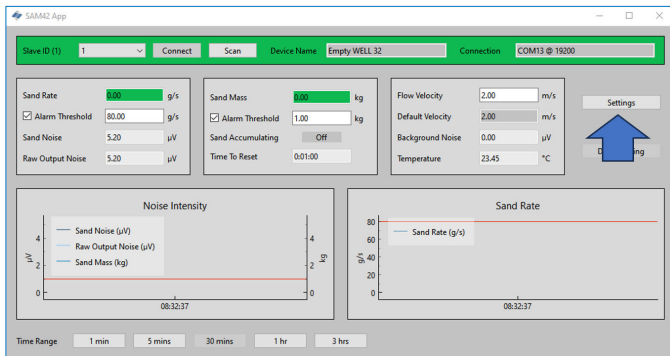 SAM42 App
Slave ID (1) 1 Connect Scan Device Name Empty WELL 32 Connection COM13 @ 19200
Sand Rate 0.00 g/s
Alarm Threshold 80.00 g/s
Sand Noise 5.20 µV
Raw Output Noise 5.20 µV
Sand Mass 0.00 kg
Alarm Threshold 1.00 kg
Sand Accumulating Off
Time To Reset 0:01:00
Flow Velocity 2.00 m/s
Default Velocity 2.00 m/s
Background Noise 0.00 µV
Temperature 23.45 °C
Settings
Noise Intensity
Sand Noise (µV)
Raw Output Noise (µV)
Sand Mass (kg)
µV
4
2
0
4
2
0
kg
08:32:37
Sand Rate
Sand Rate (g/s)
g/s
80
60
40
20
0
08:32:37
Time Range 1 min 5 mins 30 mins 1 hr 3 hrs